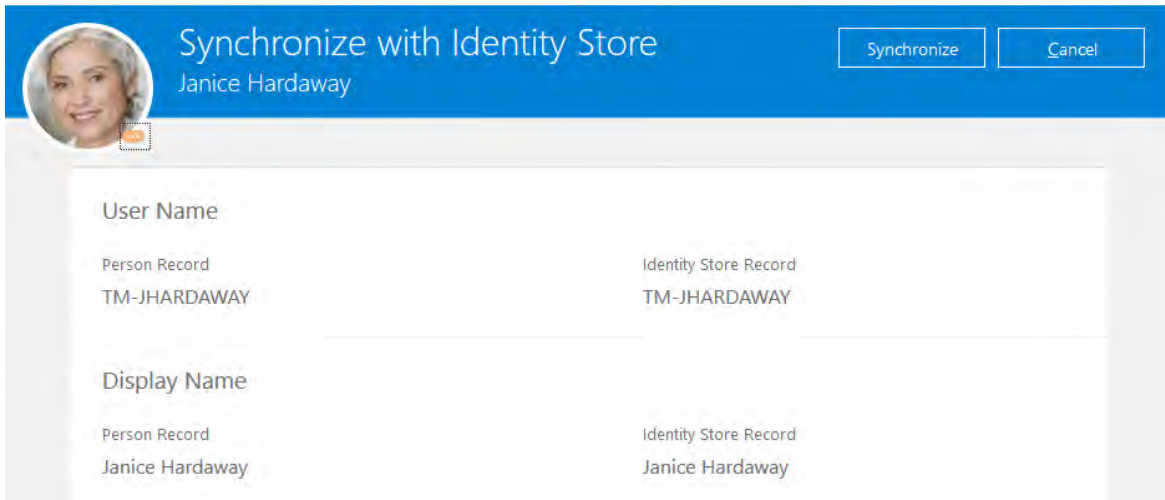 Synchronize with Identity Store
Janice Hardaway
Synchronize
Cancel
User Name
Person Record
Identity Store Record
TM-JHARDAWAY
TM-JHARDAWAY
Display Name
Person Record
Identity Store Record
Janice Hardaway
Janice Hardaway